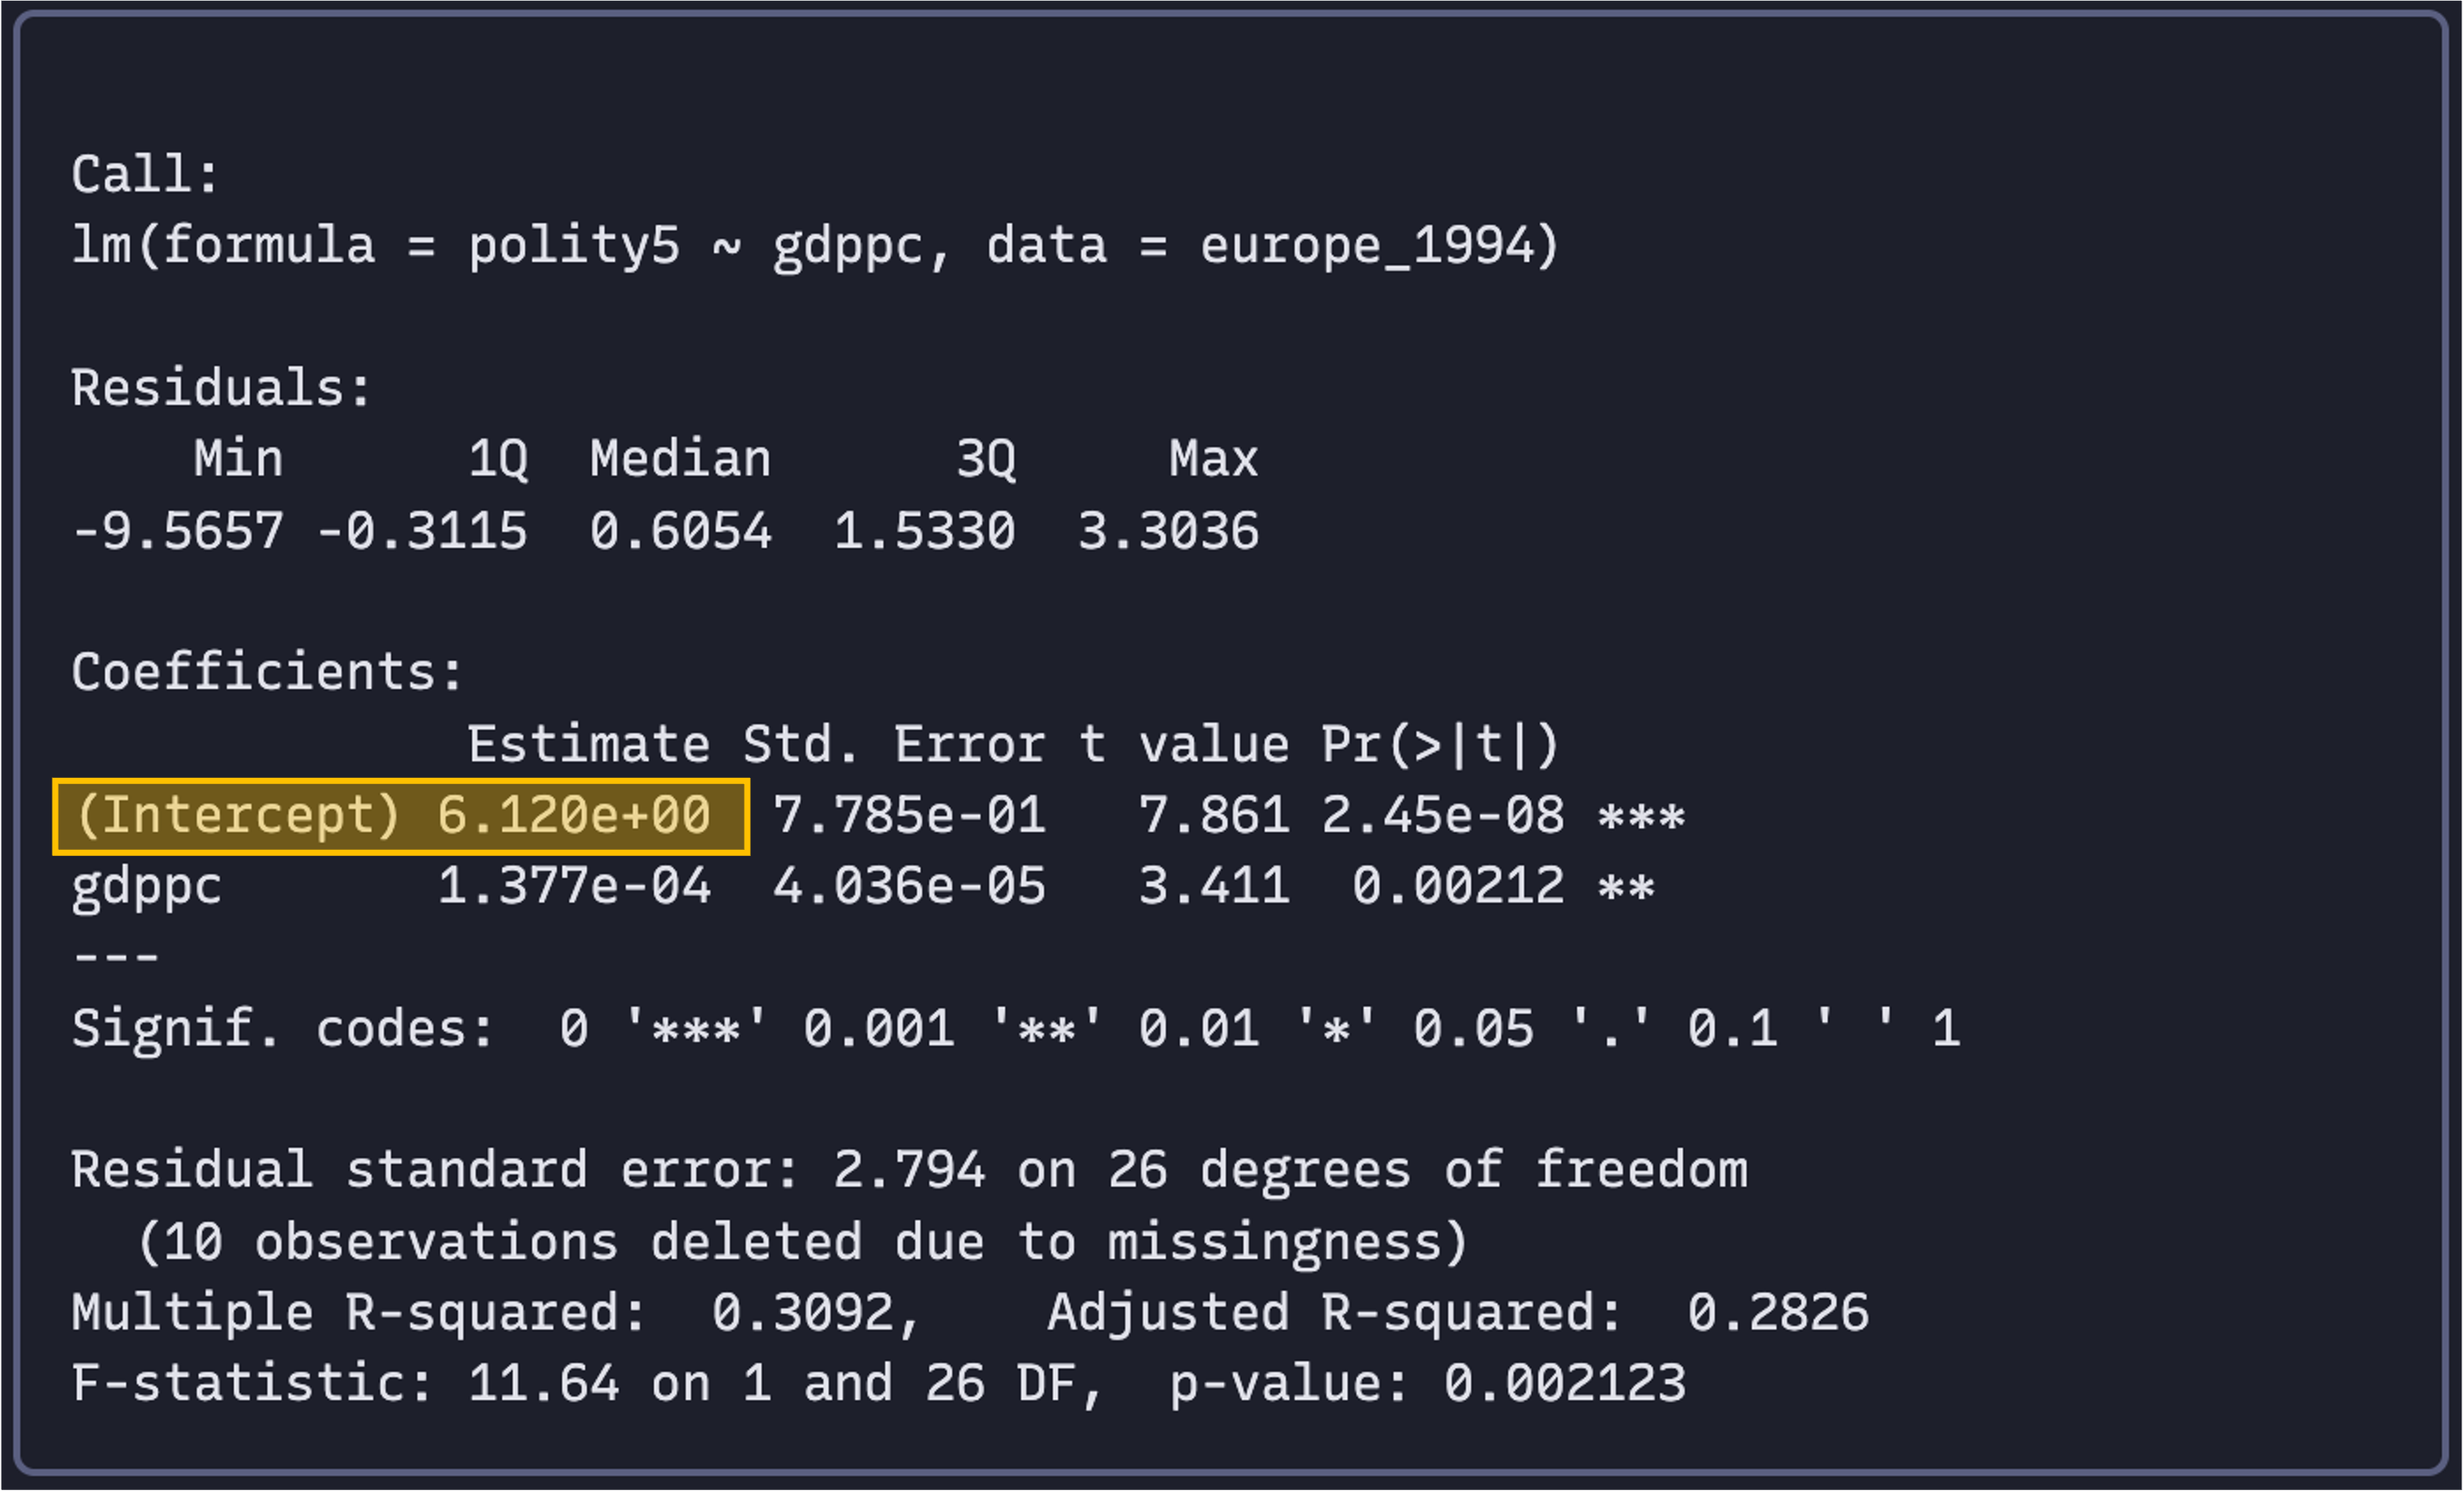 Call:
lm(formula = polity5 ~ gdppc, data = europe_1994)
Residuals:
    Min      1Q  Median      3Q     Max
-9.5657 -0.3115  0.6054  1.5330  3.3036
Coefficients:
             Estimate Std. Error t value Pr(>|t|)
(Intercept) 6.120e+00  7.785e-01   7.861 2.45e-08 ***
gdppc       1.377e-04  4.036e-05   3.411  0.00212 **
---
Signif. codes:  0 '***' 0.001 '**' 0.01 '*' 0.05 '.' 0.1 ' ' 1
Residual standard error: 2.794 on 26 degrees of freedom
  (10 observations deleted due to missingness)
Multiple R-squared:  0.3092,    Adjusted R-squared:  0.2826
F-statistic: 11.64 on 1 and 26 DF,  p-value: 0.002123